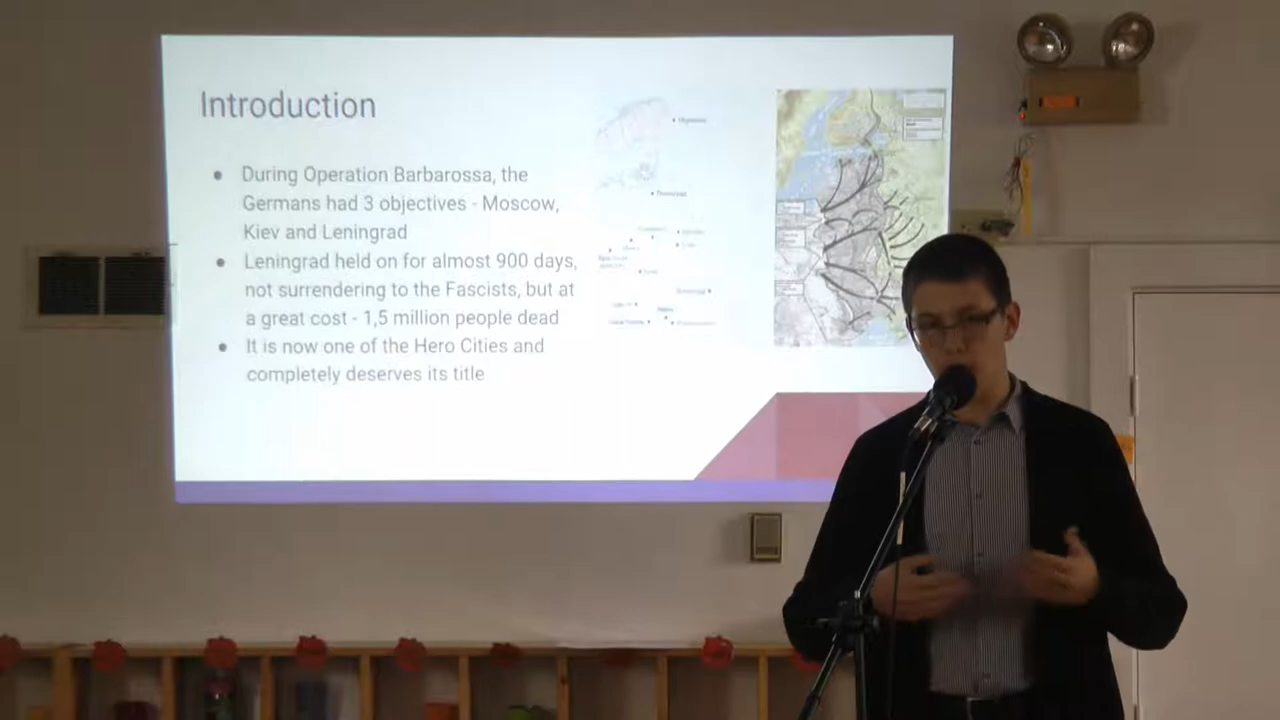 Introduction
● During Operation Barbarossa, the
Germans had 3 objectives - Moscow,
Kiev and Leningrad
● Leningrad held on for almost 900 days,
not surrendering to the Fascists, but at
a great cost - 1,5 million people dead
● It is now one of the Hero Cities and
completely deserves its title